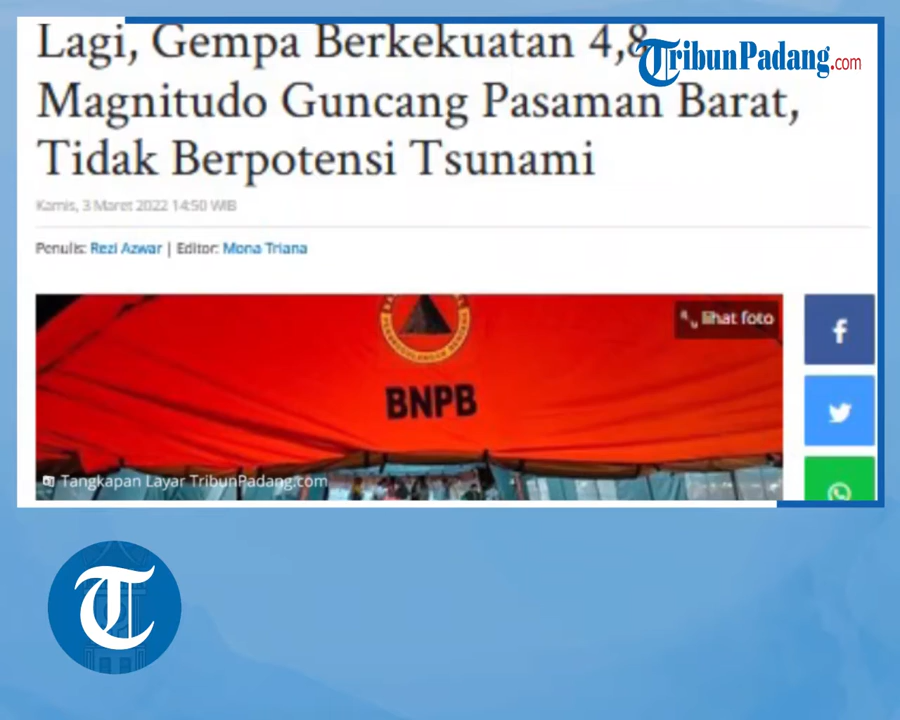 Lagi, Gempa Berkekuatan 4,8
TribunPadang.com
Magnitudo Guncang Pasaman Barat,
Tidak Berpotensi Tsunami
Kamis, 3 Maret 2022 14:50 WIB
Penulis: Rezi Azwar | Editor: Mona Triana
lihat foto
BNPB
Tangkapan Layar TribunPadang.com
T